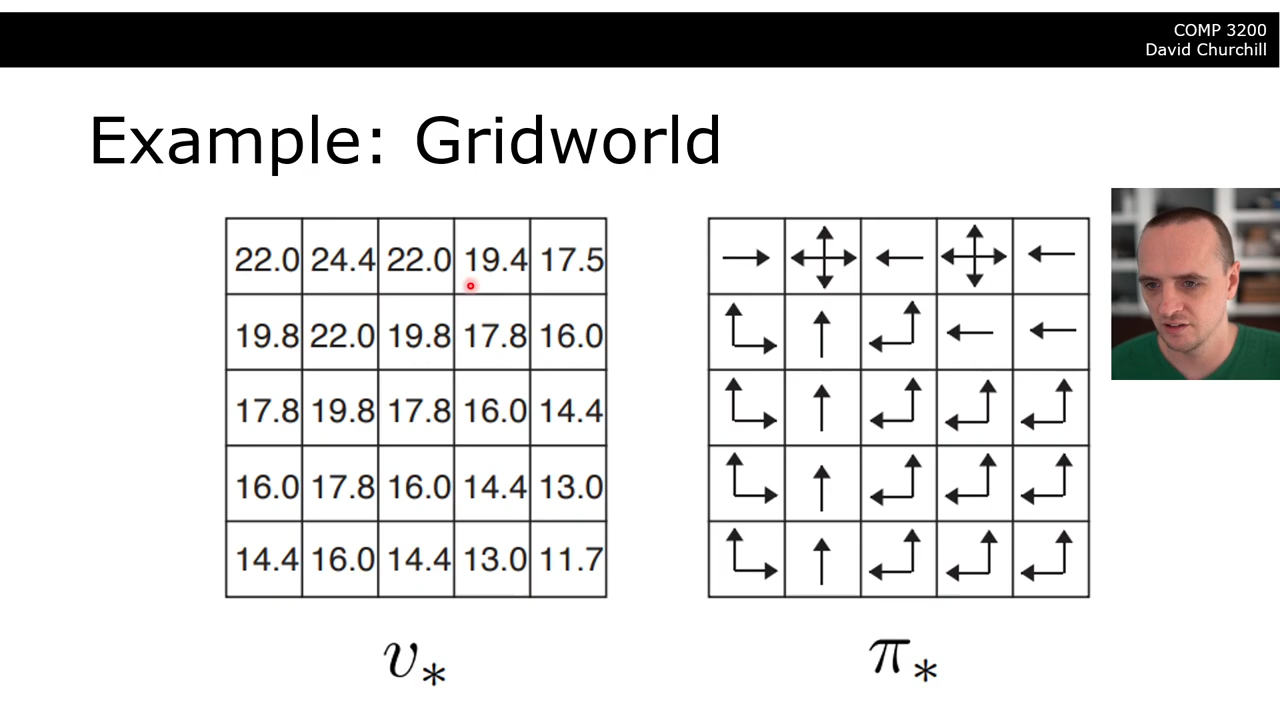 COMP 3200
David Churchill
Example: Gridworld
22.0 24.4 22.0 19.4 17.5
19.8 22.0 19.8 17.8 16.0
17.8 19.8 17.8 16.0 14.4
16.0 17.8 16.0 14.4 13.0
14.4 16.0 14.4 13.0 11.7
v*
π*